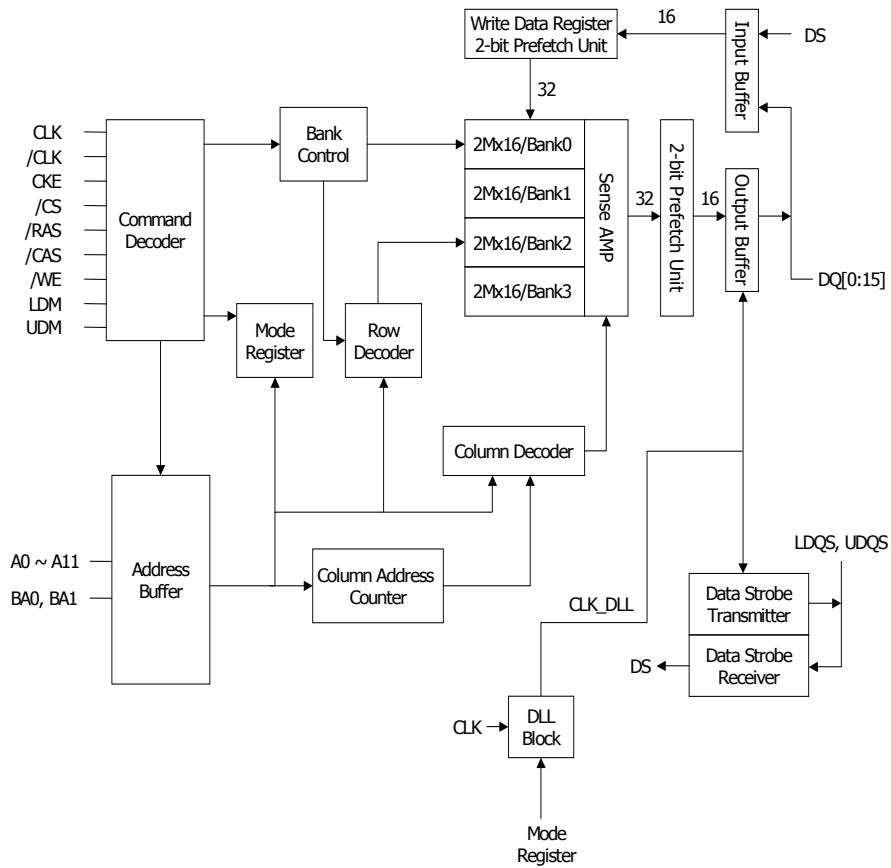 Write Data Register
2-bit Prefetch Unit
16
Input Buffer
DS
32
CLK
/CLK
CKE
/CS
/RAS
/CAS
/WE
LDM
UDM
Command
Decoder
Bank
Control
2Mx16/Bank0
2Mx16/Bank1
2Mx16/Bank2
2Mx16/Bank3
Sense AMP
32
2-bit Prefetch Unit
16
Output Buffer
DQ[0:15]
Mode
Register
Row
Decoder
Column Decoder
A0 ~ A11
BA0, BA1
Address
Buffer
Column Address
Counter
LDQS, UDQS
CLK_DLL
Data Strobe
Transmitter
DS
Data Strobe
Receiver
CLK
DLL
Block
Mode
Register